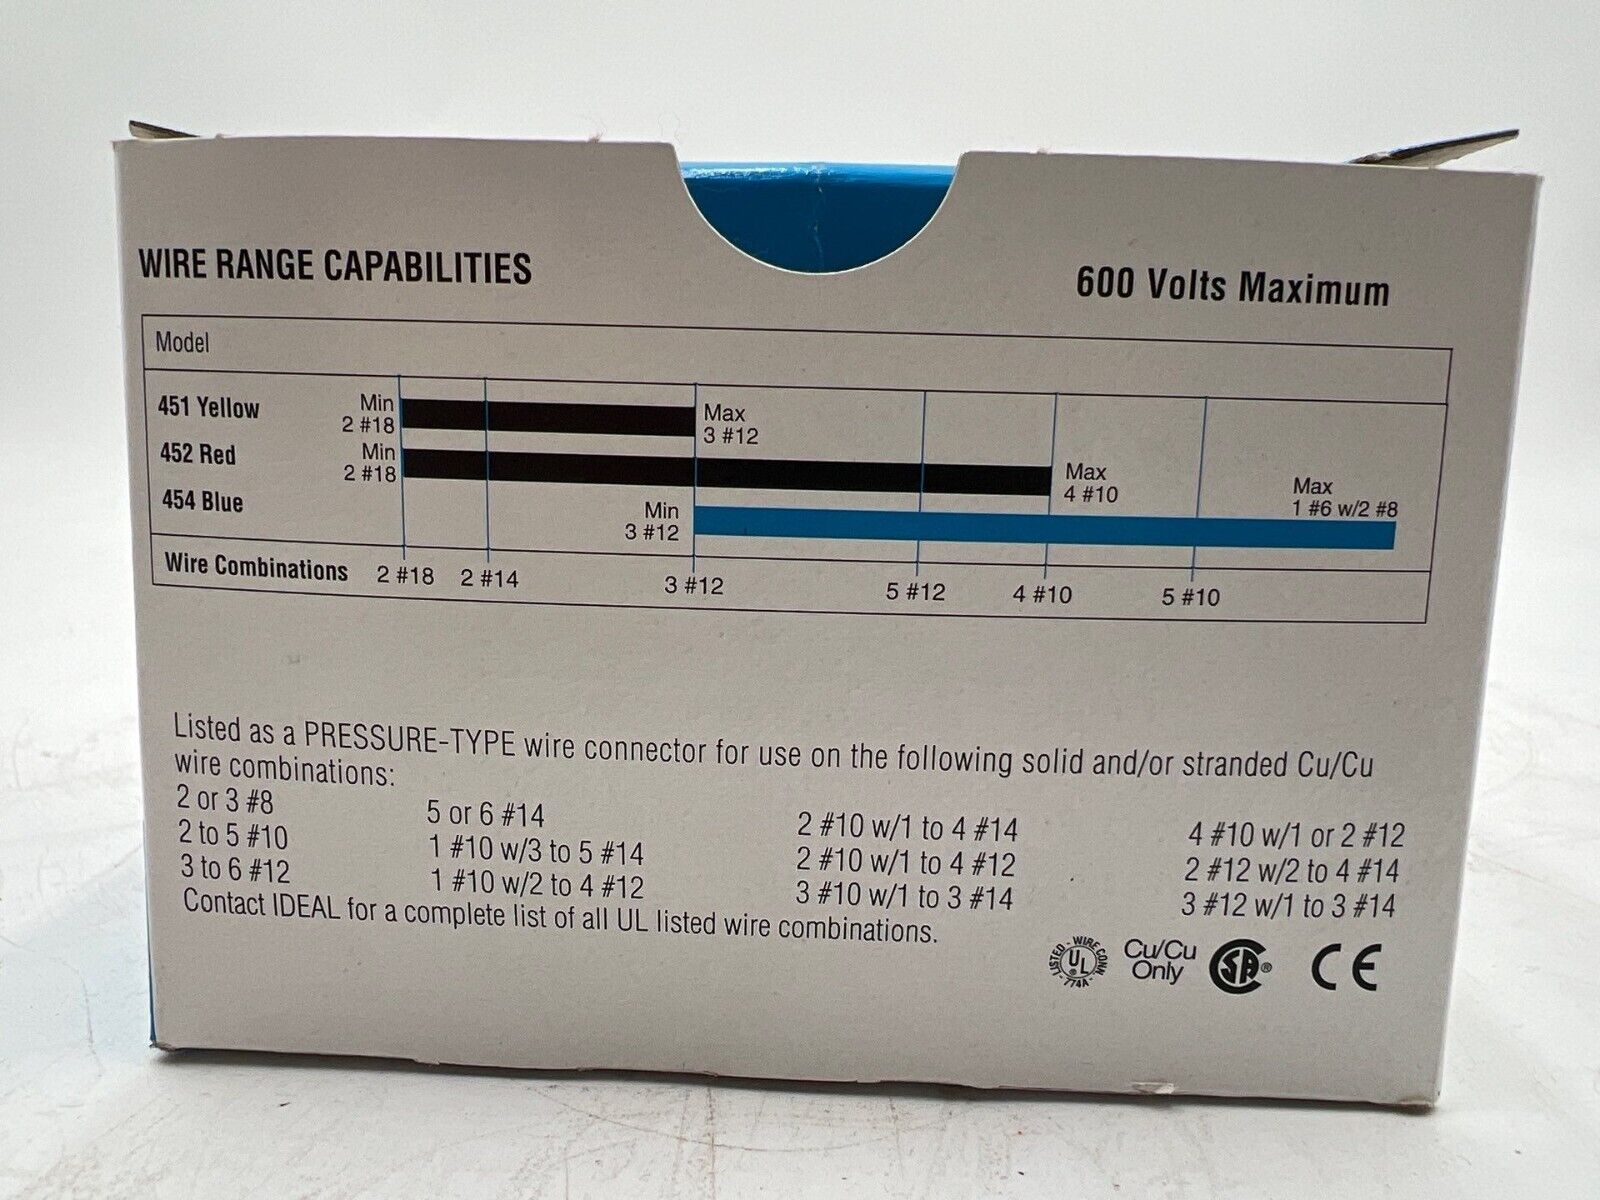 WIRE RANGE CAPABILITIES
600 Volts Maximum
Model
451 Yellow
Min
2 #18
Max
3 #12
452 Red
Min
2 #18
Max
4 #10
454 Blue
Min
3 #12
Max
1 #6 w/2 #8
Wire Combinations 2 #18 2 #14 3 #12 5 #12 4 #10 5 #10
Listed as a PRESSURE-TYPE wire connector for use on the following solid and/or stranded Cu/Cu
wire combinations:
2 or 3 #8
2 to 5 #10
3 to 6 #12
5 or 6 #14
1 #10 w/3 to 5 #14
1 #10 w/2 to 4 #12
2 #10 w/1 to 4 #14
2 #10 w/1 to 4 #12
3 #10 w/1 to 3 #14
4 #10 w/1 or 2 #12
2 #12 w/2 to 4 #14
3 #12 w/1 to 3 #14
Contact IDEAL for a complete list of all UL listed wire combinations.
LISTED - WIRE CONN - 774A -
UL ®
Cu/Cu
Only
SA ®
CE